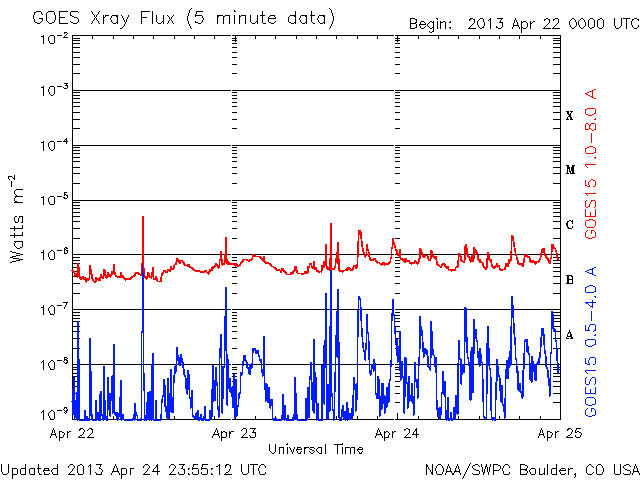 GOES Xray Flux (5 minute data)
Begin: 2013 Apr 22 0000 UTC
10⁻²
10⁻³
10⁻⁴
10⁻⁵
10⁻⁶
10⁻⁷
10⁻⁸
10⁻⁹
Watts m⁻²
X
M
C
B
A
GOES15 1.0-8.0 A
GOES15 0.5-4.0 A
Apr 22
Apr 23
Apr 24
Apr 25
Universal Time
Updated 2013 Apr 24 23:55:12 UTC
NOAA/SWPC Boulder, CO USA